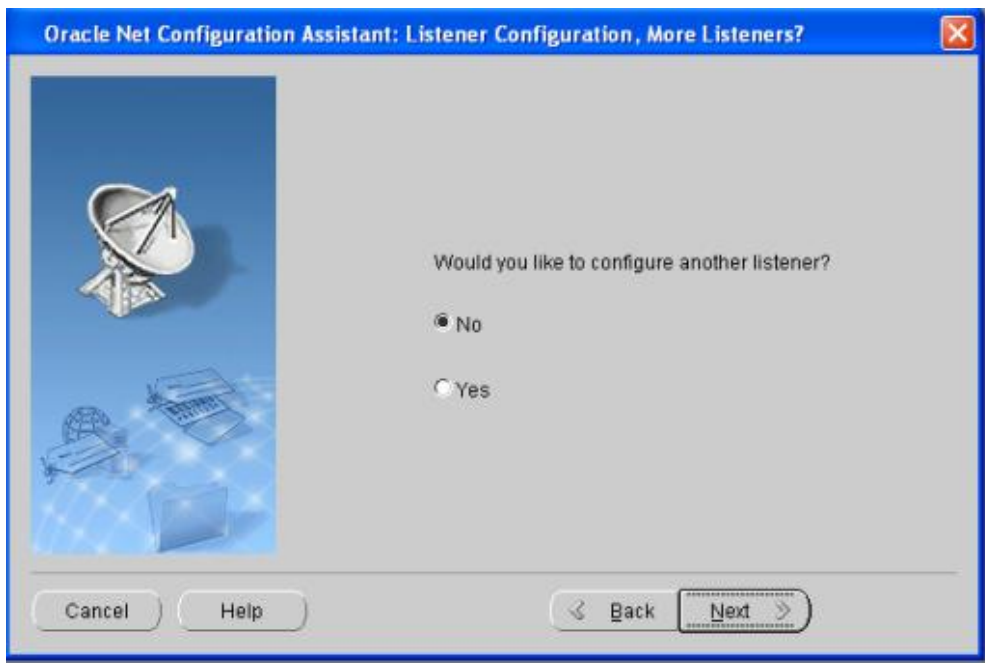 Oracle Net Configuration Assistant: Listener Configuration, More Listeners?
Would you like to configure another listener?
No
Yes
Cancel Help Back Next